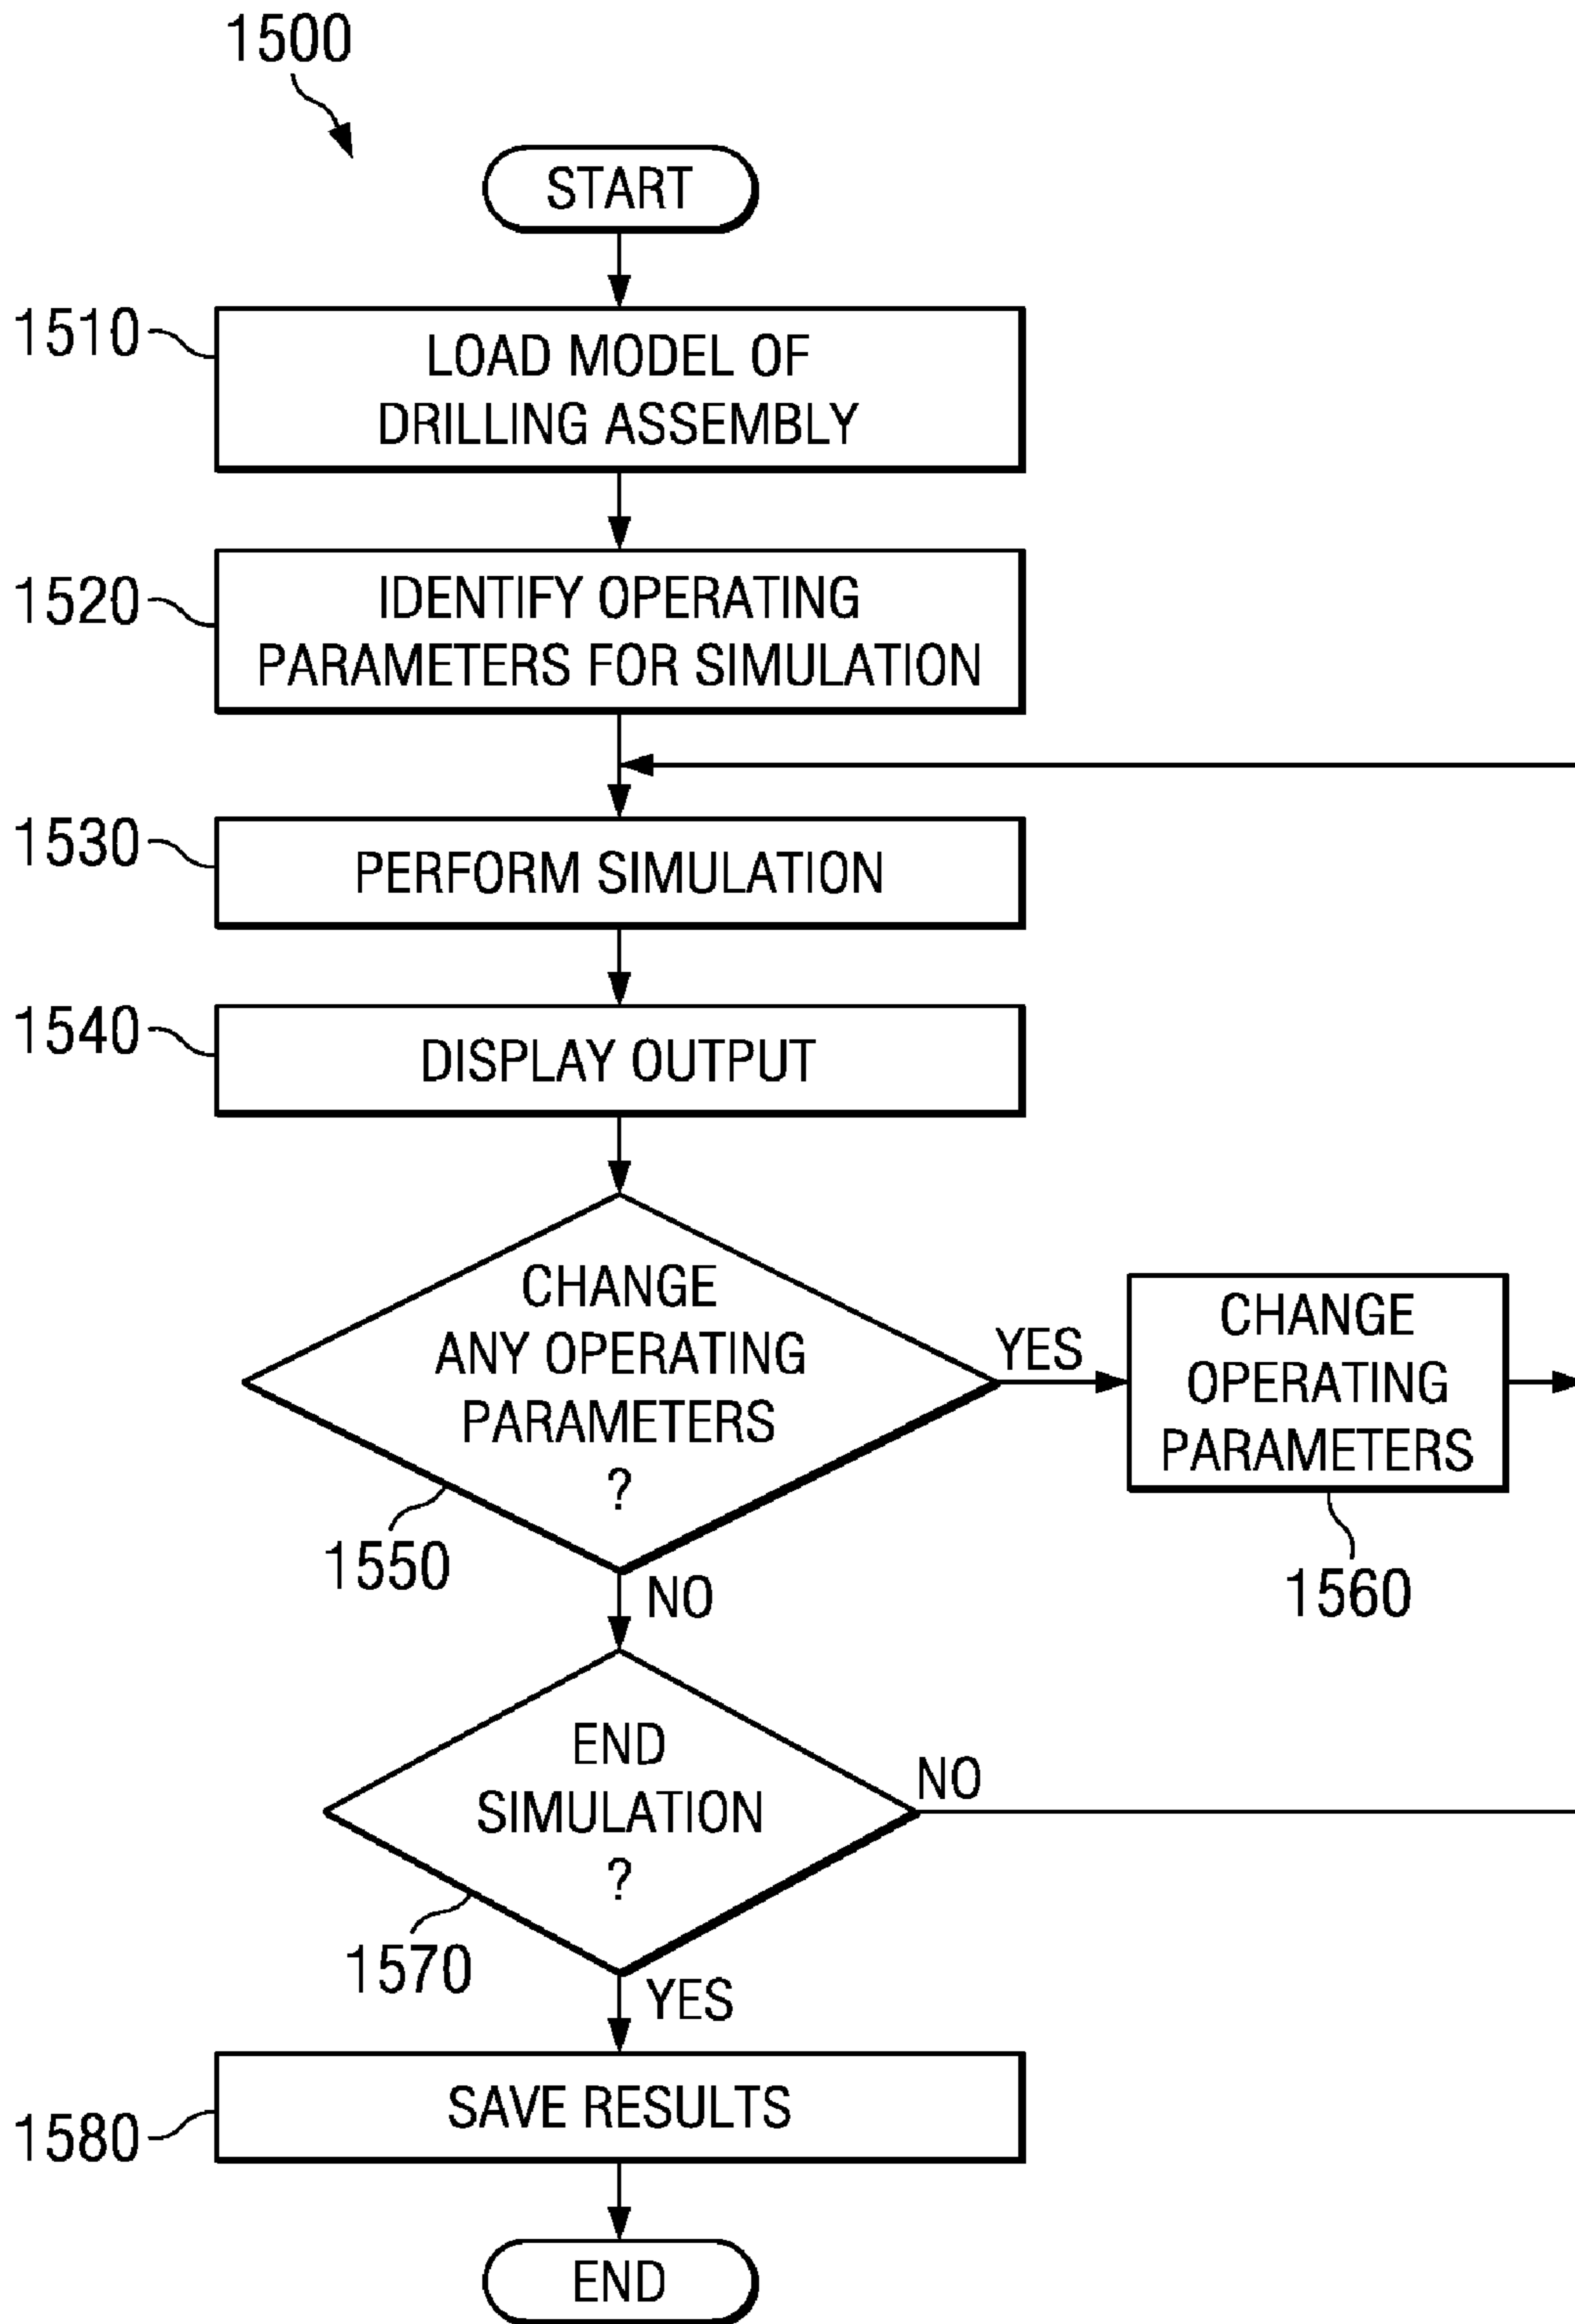 1500
START
1510
LOAD MODEL OF
DRILLING ASSEMBLY
1520
IDENTIFY OPERATING
PARAMETERS FOR SIMULATION
1530
PERFORM SIMULATION
1540
DISPLAY OUTPUT
CHANGE
ANY OPERATING
PARAMETERS
?
1550
YES
CHANGE
OPERATING
PARAMETERS
1560
NO
END
SIMULATION
?
1570
NO
YES
1580
SAVE RESULTS
END